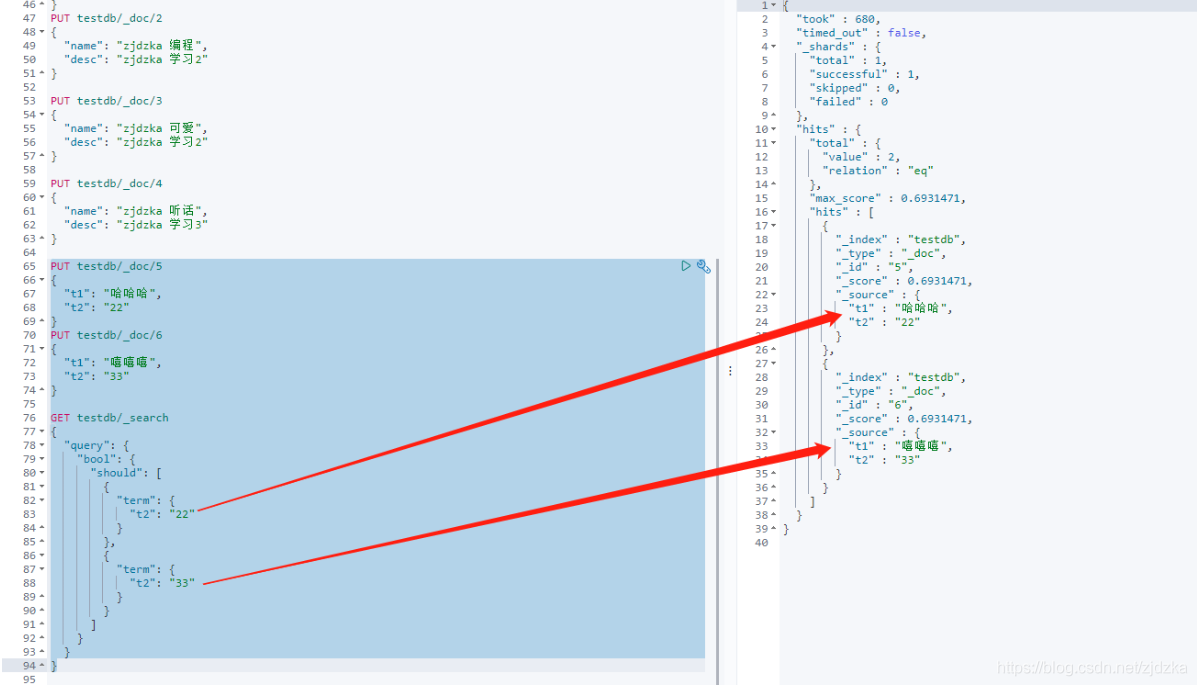 46 }
47 PUT testdb/_doc/2
48 {
49 "name": "zjdzka 编程",
50 "desc": "zjdzka 学习2"
51 }
52
53 PUT testdb/_doc/3
54 {
55 "name": "zjdzka 可爱",
56 "desc": "zjdzka 学习2"
57 }
58
59 PUT testdb/_doc/4
60 {
61 "name": "zjdzka 听话",
62 "desc": "zjdzka 学习3"
63 }
64
65 PUT testdb/_doc/5
66 {
67 "t1": "哈哈哈",
68 "t2": "22"
69 }
70 PUT testdb/_doc/6
71 {
72 "t1": "嘻嘻嘻",
73 "t2": "33"
74 }
75
76 GET testdb/_search
77 {
78 "query": {
79 "bool": {
80 "should": [
81 {
82 "term": {
83 "t2": "22"
84 }
85 },
86 {
87 "term": {
88 "t2": "33"
89 }
90 }
91 ]
92 }
93 }
94 }
95
1 {
2 "took" : 680,
3 "timed_out" : false,
4 "_shards" : {
5 "total" : 1,
6 "successful" : 1,
7 "skipped" : 0,
8 "failed" : 0
9 },
10 "hits" : {
11 "total" : {
12 "value" : 2,
13 "relation" : "eq"
14 },
15 "max_score" : 0.6931471,
16 "hits" : [
17 {
18 "_index" : "testdb",
19 "_type" : "_doc",
20 "_id" : "5",
21 "_score" : 0.6931471,
22 "_source" : {
23 "t1" : "哈哈哈",
24 "t2" : "22"
}
26 },
27 {
28 "_index" : "testdb",
29 "_type" : "_doc",
30 "_id" : "6",
31 "_score" : 0.6931471,
32 "_source" : {
33 "t1" : "嘻嘻嘻",
"t2" : "33"
35 }
36 }
37 ]
38 }
39 }
40
https://blog.csdn.net/zjdzka